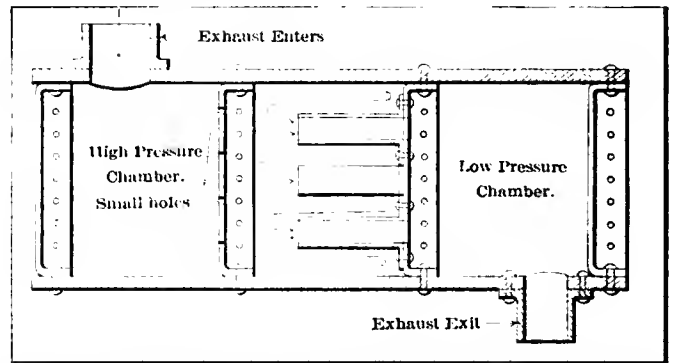 Exhaust Enters
High Pressure
Chamber.
Small holes
Low Pressure
Chamber.
Exhaust Exit